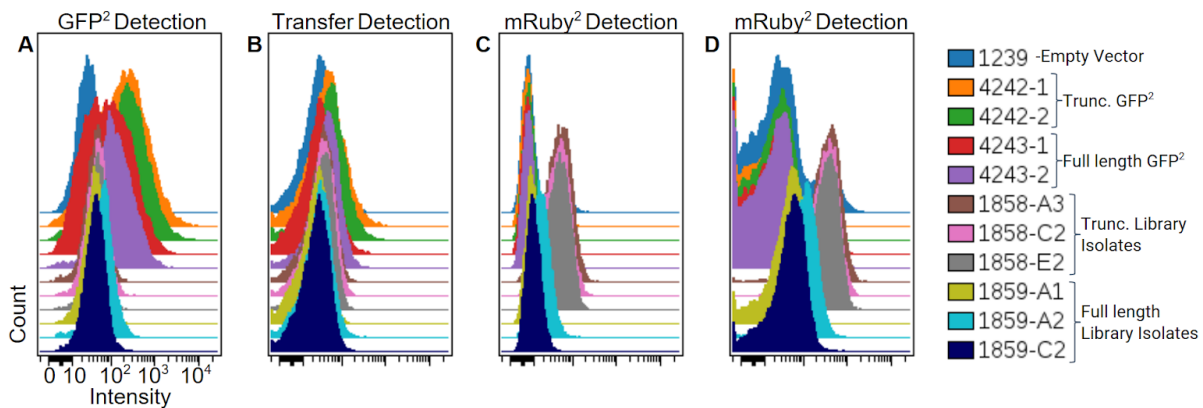 GFP² Detection
Transfer Detection
mRuby² Detection
mRuby² Detection
A
B
C
D
Count
0 10 10² 10³ 10⁴
Intensity
1239 -Empty Vector
4242-1
4242-2
Trunc. GFP²
4243-1
4243-2
Full length GFP²
1858-A3
1858-C2
1858-E2
Trunc. Library
Isolates
1859-A1
1859-A2
1859-C2
Full length
Library Isolates